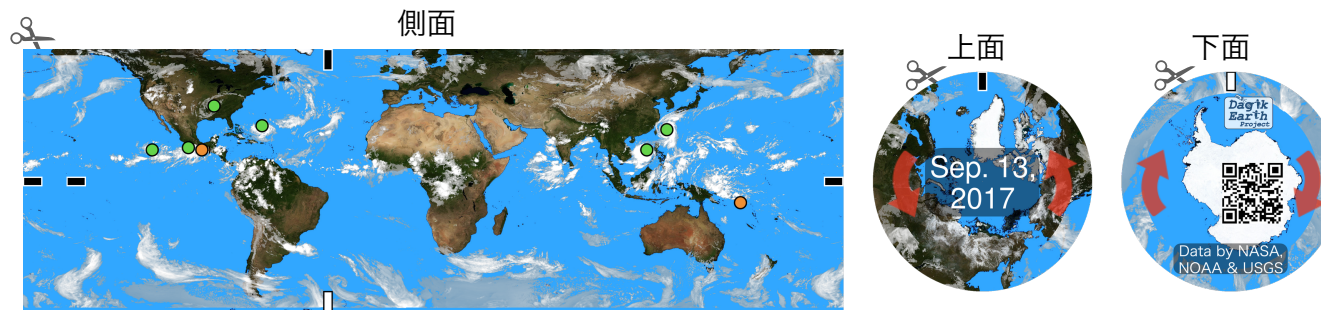 側面
上面
下面
Sep. 13,
2017
Dagik
Earth
Project
Data by NASA,
NOAA & USGS